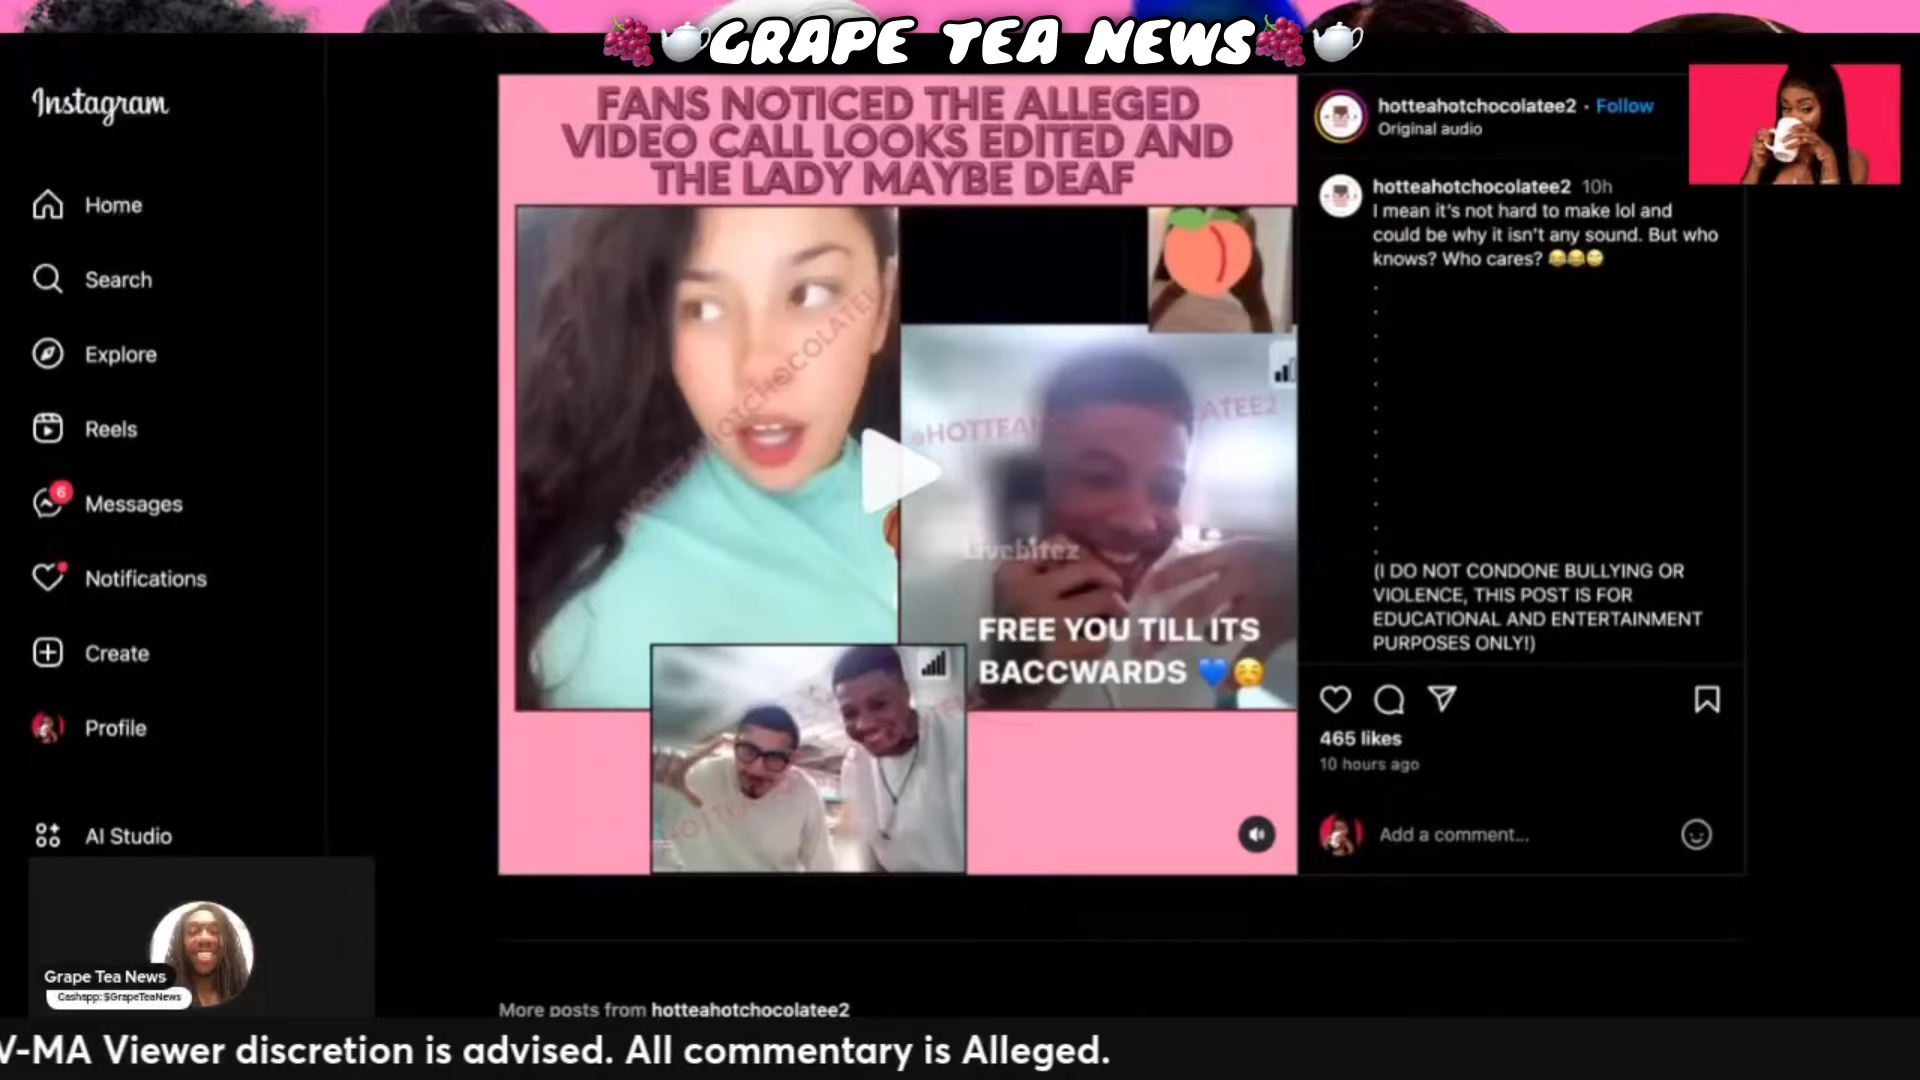 GRAPE TEA NEWS
Instagram
Home
Search
Explore
Reels
6
Messages
Notifications
Create
Profile
AI Studio
Grape Tea News
Cashapp: $GrapeTeaNews
FANS NOTICED THE ALLEGED
VIDEO CALL LOOKS EDITED AND
THE LADY MAYBE DEAF
Livebitez
FREE YOU TILL ITS
BACCWARDS 💙☺️
hotteahotchocolatee2 · Follow
Original audio
hotteahotchocolatee2 10h
I mean it's not hard to make lol and
could be why it isn't any sound. But who
knows? Who cares? 😂😂🙄
.
.
.
.
.
.
.
.
.
.
.
.
(I DO NOT CONDONE BULLYING OR
VIOLENCE, THIS POST IS FOR
EDUCATIONAL AND ENTERTAINMENT
PURPOSES ONLY!)
465 likes
10 hours ago
Add a comment...
More posts from hotteahotchocolatee2
V-MA Viewer discretion is advised. All commentary is Alleged.